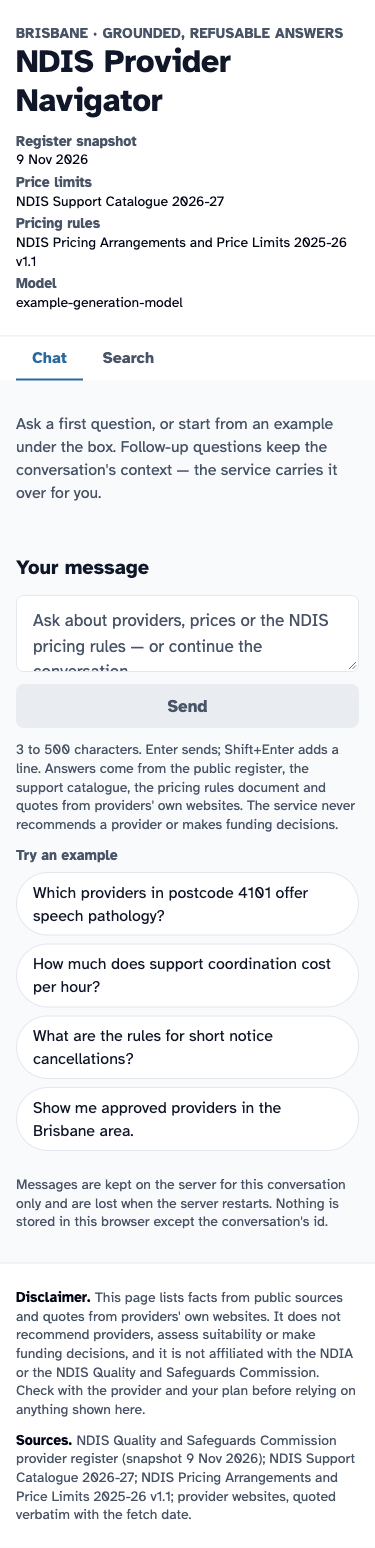 BRISBANE · GROUNDED, REFUSABLE ANSWERS
NDIS Provider
Navigator
Register snapshot
9 Nov 2026
Price limits
NDIS Support Catalogue 2026-27
Pricing rules
NDIS Pricing Arrangements and Price Limits 2025-26
v1.1
Model
example-generation-model
Chat Search
Ask a first question, or start from an example
under the box. Follow-up questions keep the
conversation's context — the service carries it
over for you.
Your message
Ask about providers, prices or the NDIS
pricing rules — or continue the
conversation
Send
3 to 500 characters. Enter sends; Shift+Enter adds a
line. Answers come from the public register, the
support catalogue, the pricing rules document and
quotes from providers' own websites. The service never
recommends a provider or makes funding decisions.
Try an example
Which providers in postcode 4101 offer
speech pathology?
How much does support coordination cost
per hour?
What are the rules for short notice
cancellations?
Show me approved providers in the
Brisbane area.
Messages are kept on the server for this conversation
only and are lost when the server restarts. Nothing is
stored in this browser except the conversation's id.
Disclaimer. This page lists facts from public sources
and quotes from providers' own websites. It does not
recommend providers, assess suitability or make
funding decisions, and it is not affiliated with the NDIA
or the NDIS Quality and Safeguards Commission.
Check with the provider and your plan before relying on
anything shown here.
Sources. NDIS Quality and Safeguards Commission
provider register (snapshot 9 Nov 2026); NDIS Support
Catalogue 2026-27; NDIS Pricing Arrangements and
Price Limits 2025-26 v1.1; provider websites, quoted
verbatim with the fetch date.